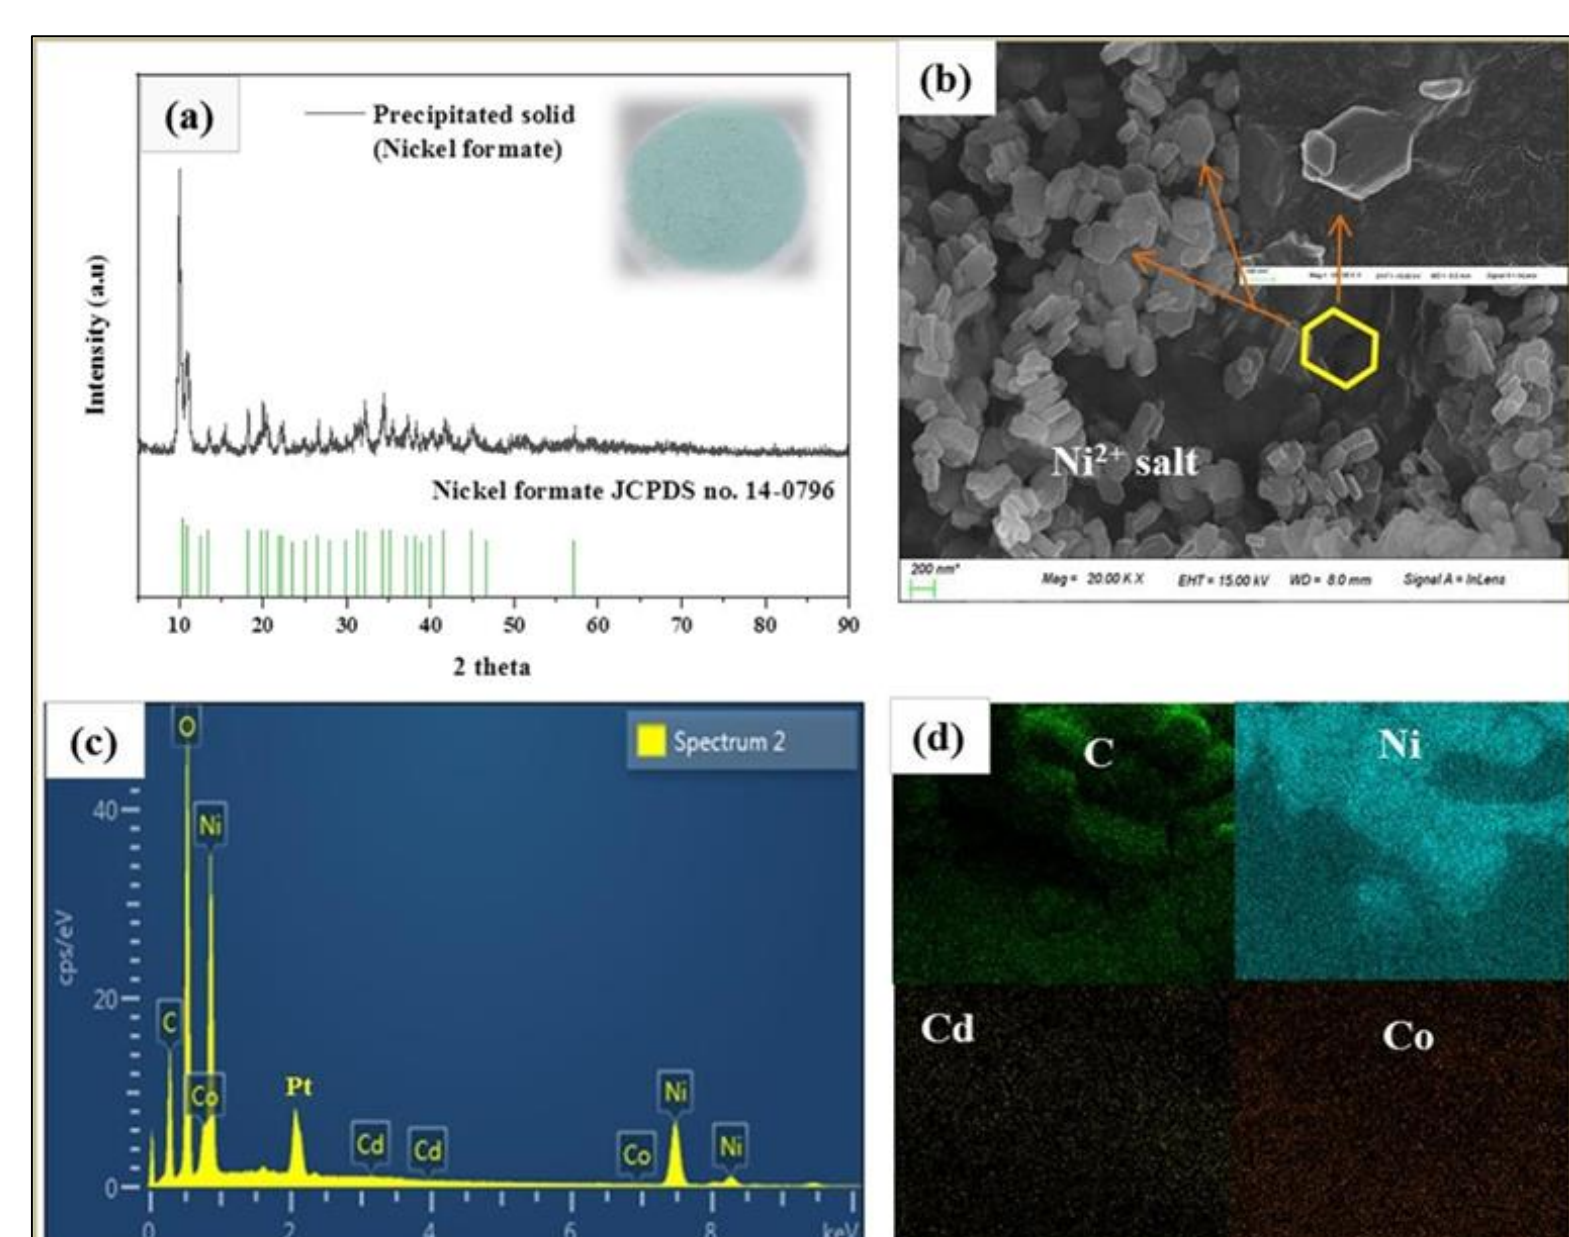 (a)
Precipitated solid
(Nickel formate)
Intensity (a.u)
Nickel formate JCPDS no. 14-0796
10 20 30 40 50 60 70 80 90
2 theta
(b)
Ni²⁺ salt
200 nm*
Mag = 20.00 K X EHT = 15.00 kV WD = 8.0 mm Signal A = InLens
(c)
Spectrum 2
O
Ni
40
cps/eV
20
C
Co
Pt
Cd
Cd
Co
Ni
Ni
0
0 2 4 6 8 keV
(d)
C
Ni
Cd
Co